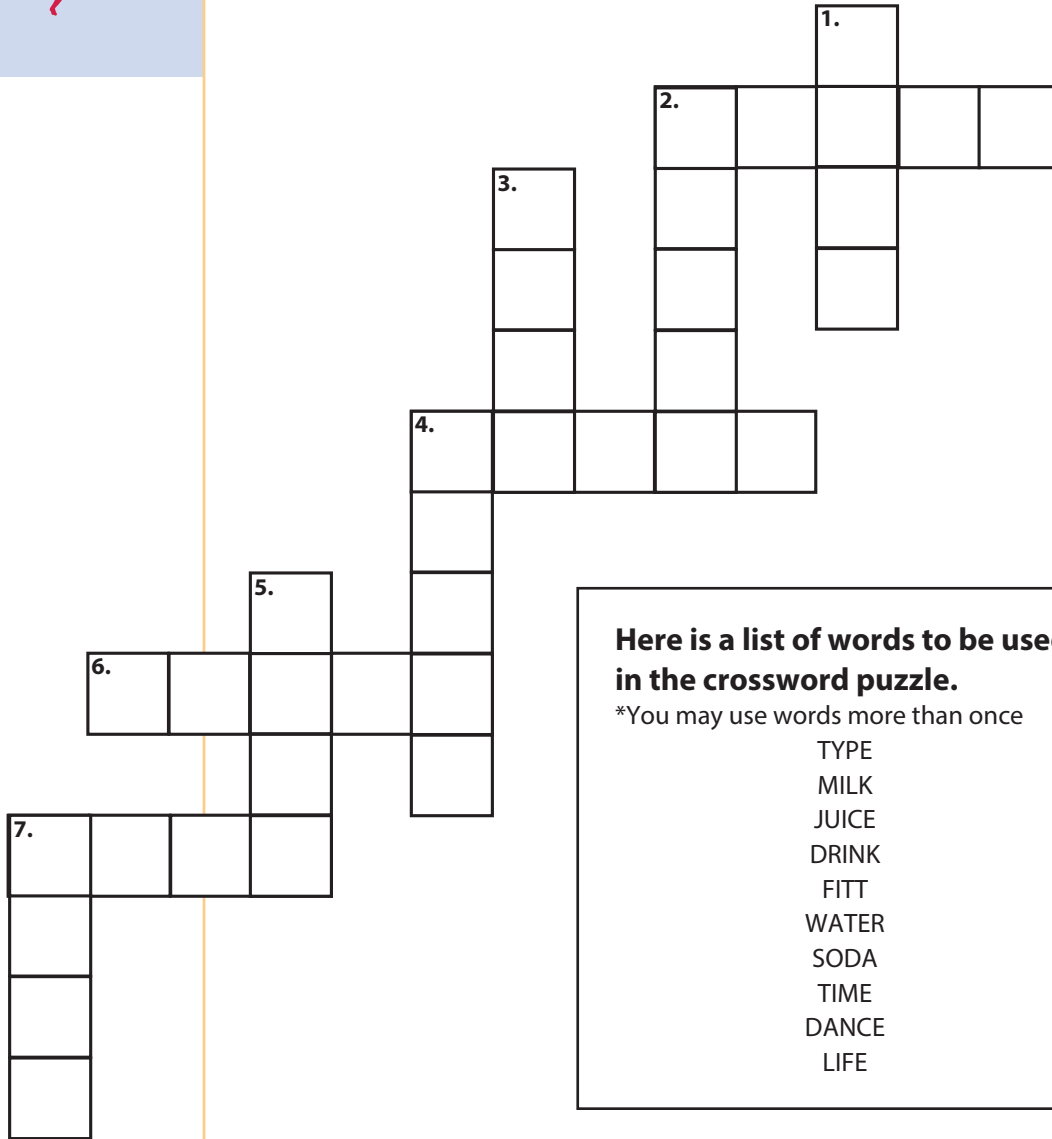 1.
2.
3.
4.
5.
6.
7.
Here is a list of words to be use
in the crossword puzzle.
*You may use words more than once
TYPE
MILK
JUICE
DRINK
FITT
WATER
SODA
TIME
DANCE
LIFE